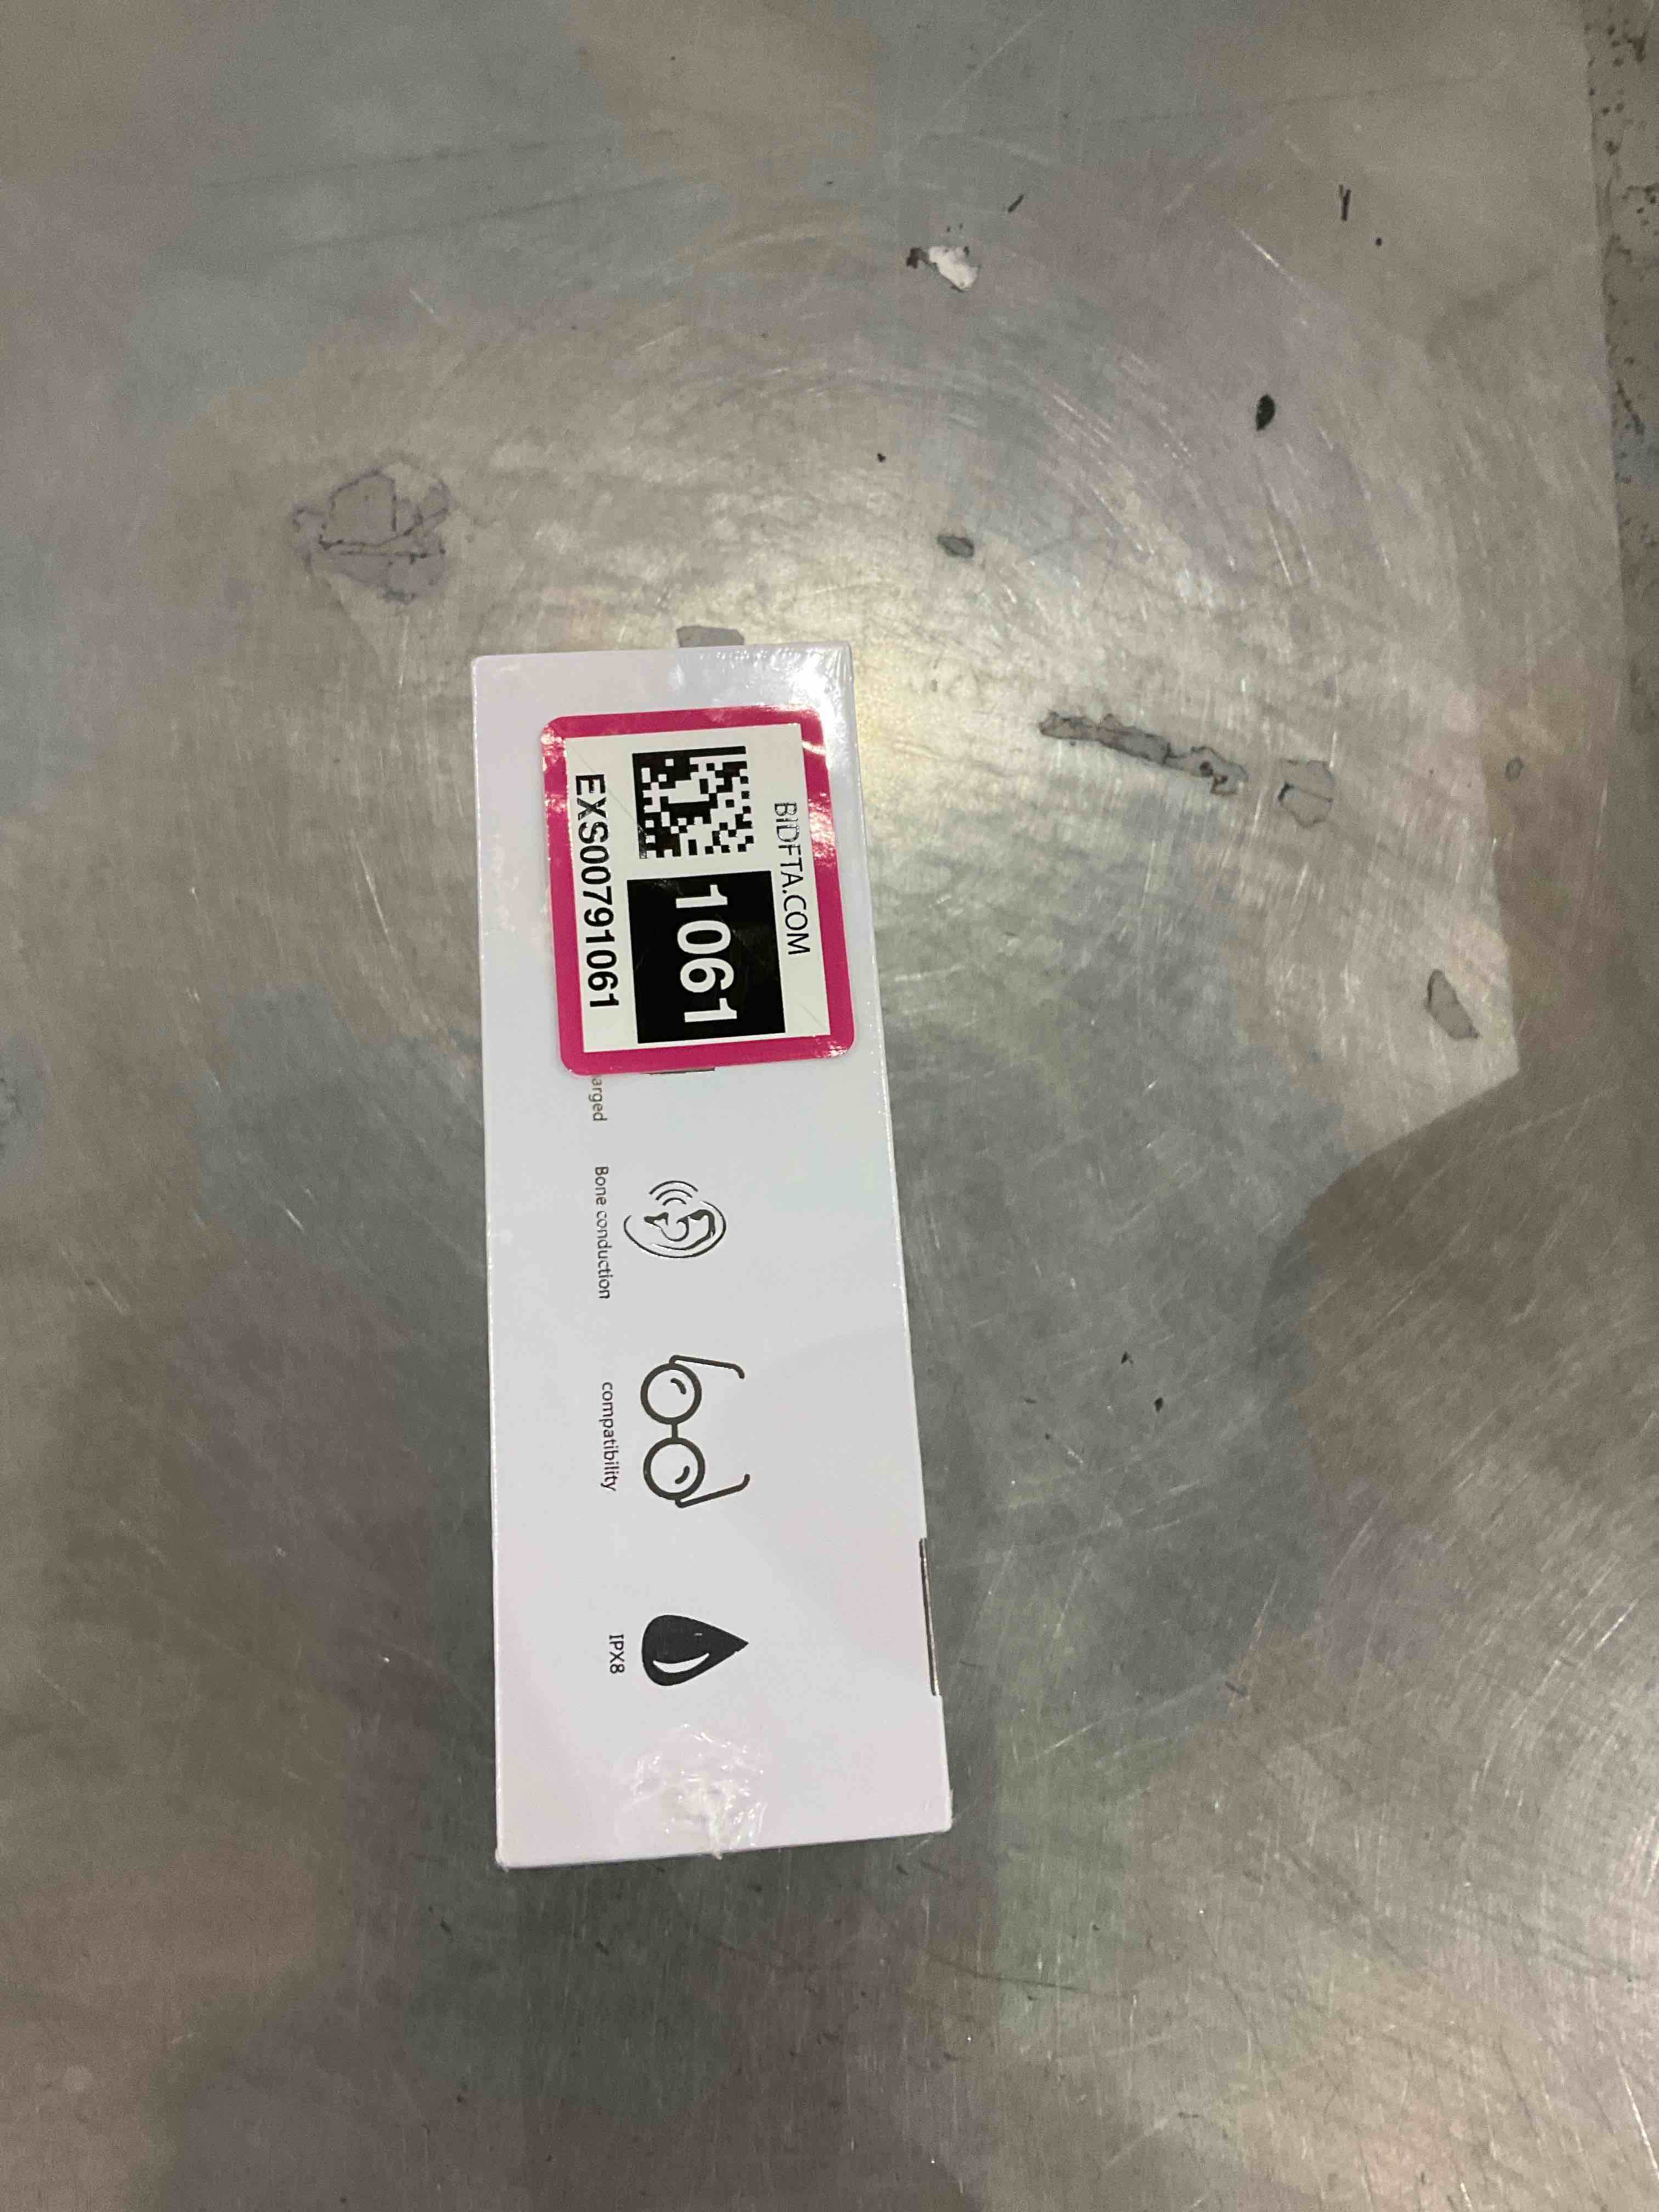 BIDFTA.COM
1061
EXS00791061
arged
Bone conduction
compatibility
IPX8